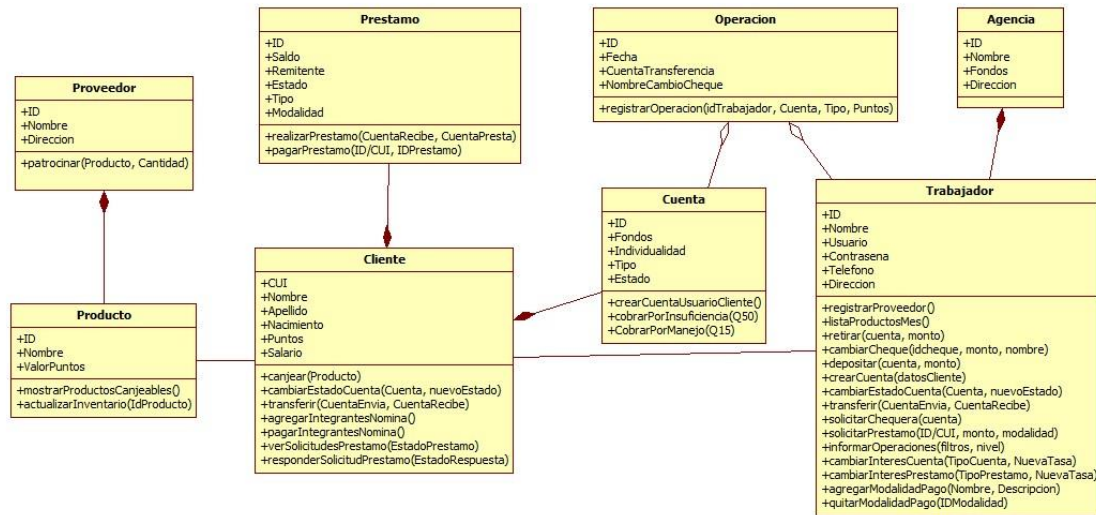 Proveedor
+ID
+Nombre
+Direccion
+patrocinar(Producto, Cantidad)
Prestamo
+ID
+Saldo
+Remitente
+Estado
+Tipo
+Modalidad
+realizarPrestamo(CuentaRecibe, CuentaPresta)
+pagarPrestamo(ID/CUI, IDPrestamo)
Operacion
+ID
+Fecha
+CuentaTransferencia
+NombreCambioCheque
+registrarOperacion(idTrabajador, Cuenta, Tipo, Puntos)
Agencia
+ID
+Nombre
+Fondos
+Direccion
Producto
+ID
+Nombre
+ValorPuntos
+mostrarProductosCanjeables()
+actualizarInventario(IdProducto)
Cliente
+CUI
+Nombre
+Apellido
+Nacimiento
+Puntos
+Salario
+canjear(Producto)
+cambiarEstadoCuenta(Cuenta, nuevoEstado)
+transferir(CuentaEnvia, CuentaRecibe)
+agregarIntegrantesNomina()
+pagarIntegrantesNomina()
+verSolicitudesPrestamo(EstadoPrestamo)
+responderSolicitudPrestamo(EstadoRespuesta)
Cuenta
+ID
+Fondos
+Individualidad
+Tipo
+Estado
+crearCuentaUsuarioCliente()
+cobrarPorInsuficiencia(Q50)
+CobrarPorManejo(Q15)
Trabajador
+ID
+Nombre
+Usuario
+Contrasena
+Telefono
+Direccion
+registrarProveedor()
+listaProductosMes()
+retirar(cuenta, monto)
+cambiarCheque(idcheque, monto, nombre)
+depositar(cuenta, monto)
+crearCuenta(datosCliente)
+cambiarEstadoCuenta(Cuenta, nuevoEstado)
+transferir(CuentaEnvia, CuentaRecibe)
+solicitarChequera(cuenta)
+solicitarPrestamo(ID/CUI, monto, modalidad)
+informarOperaciones(filtros, nivel)
+cambiarInteresCuenta(TipoCuenta, NuevaTasa)
+cambiarInteresPrestamo(TipoPrestamo, NuevaTasa)
+agregarModalidadPago(Nombre, Descripcion)
+quitarModalidadPago(IDModalidad)